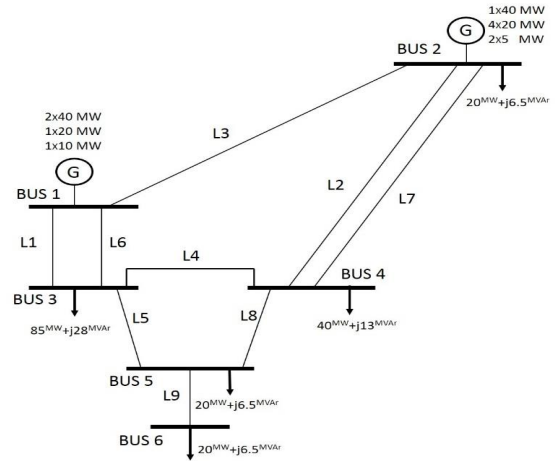 1x40 MW
4x20 MW
2x5 MW
G
BUS 2
20MW+j6.5MVAr
2x40 MW
1x20 MW
1x10 MW
L3
G
L2
L7
BUS 1
L1
L6
L4
BUS 4
BUS 3
L5
L8
85MW+j28MVAr
40MW+j13MVAr
BUS 5
L9
20MW+j6.5MVAr
BUS 6
20MW+j6.5MVAr